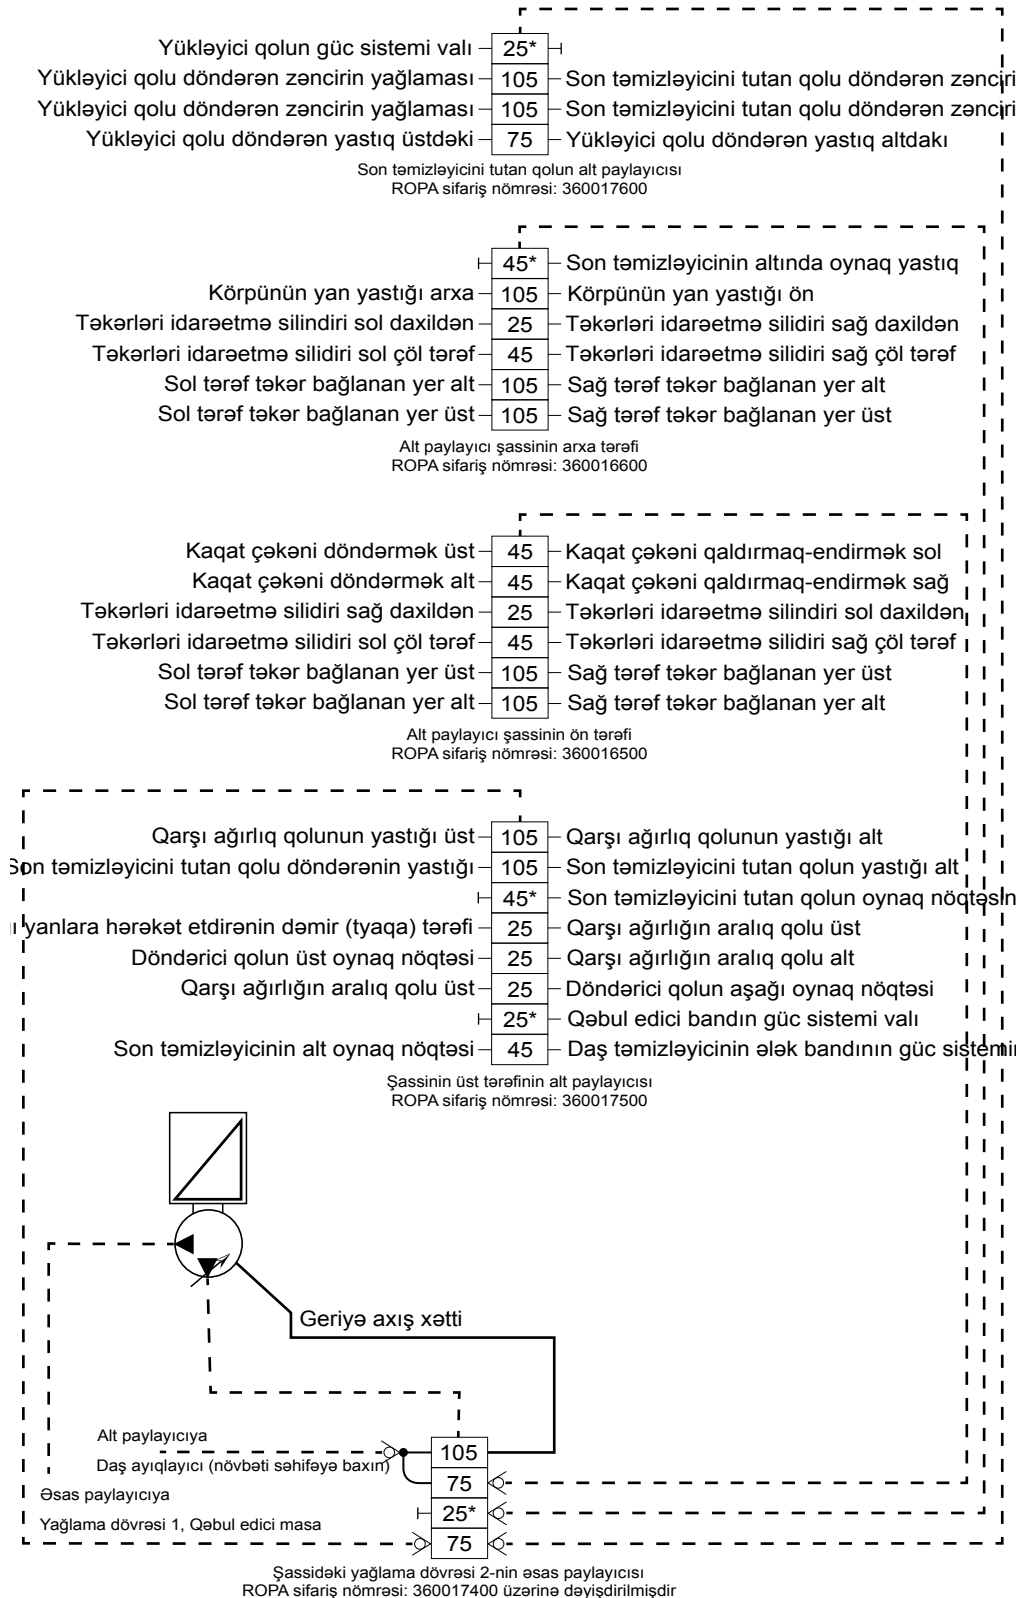 Yükləyici qolun güc sistemi valı 25*
Yükləyici qolu döndərən zəncirin yağlaması 105 Son təmizləyicini tutan qolu döndərən zənciri
Yükləyici qolu döndərən zəncirin yağlaması 105 Son təmizləyicini tutan qolu döndərən zənciri
Yükləyici qolu döndərən yastıq üstdəki 75 Yükləyici qolu döndərən yastıq altdakı
Son təmizləyicini tutan qolun alt paylayıcısı
ROPA sifariş nömrəsi: 360017600
45* Son təmizləyicinin altında oynaq yastıq
Körpünün yan yastığı arxa 105 Körpünün yan yastığı ön
Təkərləri idarəetmə silindiri sol daxildən 25 Təkərləri idarəetmə silidiri sağ daxildən
Təkərləri idarəetmə silidiri sol çöl tərəf 45 Təkərləri idarəetmə silidiri sağ çöl tərəf
Sol tərəf təkər bağlanan yer alt 105 Sağ tərəf təkər bağlanan yer alt
Sol tərəf təkər bağlanan yer üst 105 Sağ tərəf təkər bağlanan yer üst
Alt paylayıcı şassinin arxa tərəfi
ROPA sifariş nömrəsi: 360016600
Kaqat çəkəni döndərmək üst 45 Kaqat çəkəni qaldırmaq-endirmək sol
Kaqat çəkəni döndərmək alt 45 Kaqat çəkəni qaldırmaq-endirmək sağ
Təkərləri idarəetmə silidiri sağ daxildən 25 Təkərləri idarəetmə silindiri sol daxildən
Təkərləri idarəetmə silidiri sol çöl tərəf 45 Təkərləri idarəetmə silidiri sağ çöl tərəf
Sol tərəf təkər bağlanan yer üst 105 Sağ tərəf təkər bağlanan yer üst
Sol tərəf təkər bağlanan yer alt 105 Sağ tərəf təkər bağlanan yer alt
Alt paylayıcı şassinin ön tərəfi
ROPA sifariş nömrəsi: 360016500
Qarşı ağırlıq qolunun yastığı üst 105 Qarşı ağırlıq qolunun yastığı alt
Son təmizləyicini tutan qolu döndərənin yastığı 105 Son təmizləyicini tutan qolun yastığı alt
45* Son təmizləyicini tutan qolun oynaq nöqtəsin
yanlara hərəkət etdirənin dəmir (tyaqa) tərəfi 25 Qarşı ağırlığın aralıq qolu üst
Döndərici qolun üst oynaq nöqtəsi 25 Qarşı ağırlığın aralıq qolu alt
Qarşı ağırlığın aralıq qolu üst 25 Döndərici qolun aşağı oynaq nöqtəsi
25* Qəbul edici bandın güc sistemi valı
Son təmizləyicinin alt oynaq nöqtəsi 45 Daş təmizləyicinin ələk bandının güc sistemin
Şassinin üst tərəfinin alt paylayıcısı
ROPA sifariş nömrəsi: 360017500
Geriyə axış xətti
Alt paylayıcıya
105
Daş ayıqlayıcı (növbəti səhifəyə baxın)
75
Əsas paylayıcıya
25*
Yağlama dövrəsi 1, Qəbul edici masa
75
Şassidəki yağlama dövrəsi 2-nin əsas paylayıcısı
ROPA sifariş nömrəsi: 360017400 üzərinə dəyişdirilmişdir